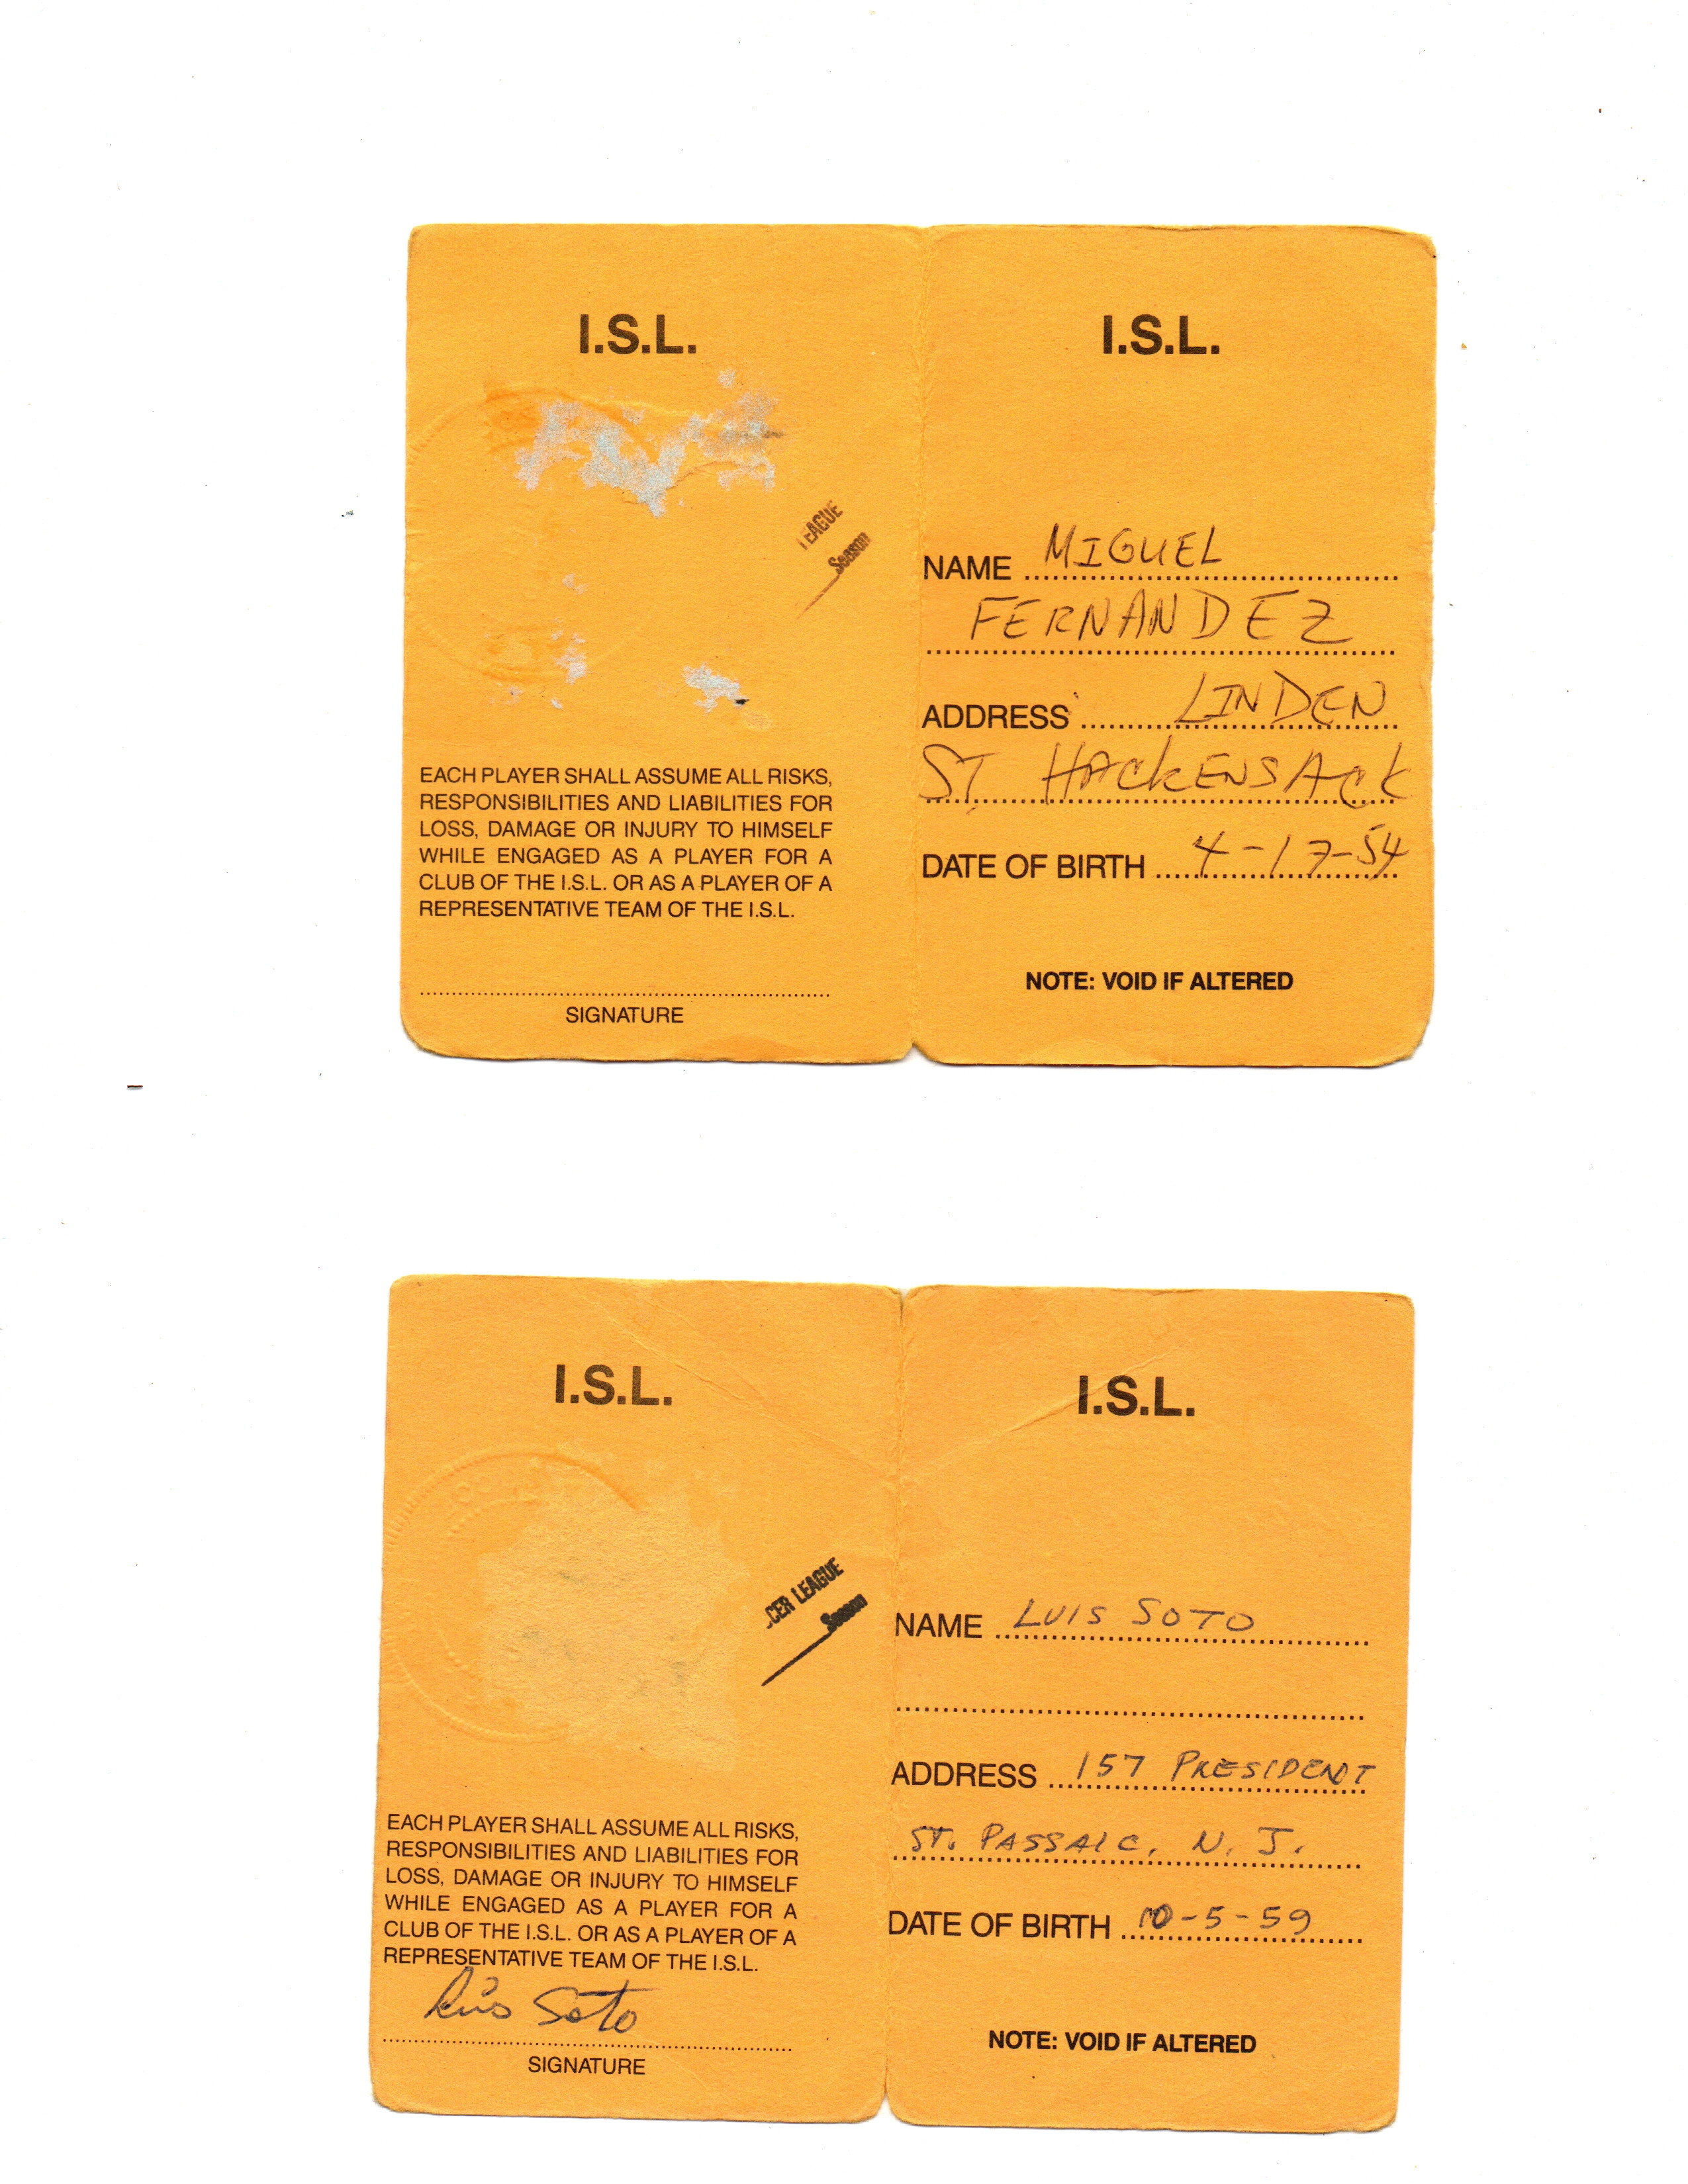 I.S.L.
LEAGUE
Season
EACH PLAYER SHALL ASSUME ALL RISKS,
RESPONSIBILITIES AND LIABILITIES FOR
LOSS, DAMAGE OR INJURY TO HIMSELF
WHILE ENGAGED AS A PLAYER FOR A
CLUB OF THE I.S.L. OR AS A PLAYER OF A
REPRESENTATIVE TEAM OF THE I.S.L.
SIGNATURE
I.S.L.
NAME MIGUEL
FERNANDEZ
ADDRESS LINDEN
ST HACKENSACK
DATE OF BIRTH 4-17-54
NOTE: VOID IF ALTERED
I.S.L.
CER LEAGUE
Season
EACH PLAYER SHALL ASSUME ALL RISKS,
RESPONSIBILITIES AND LIABILITIES FOR
LOSS, DAMAGE OR INJURY TO HIMSELF
WHILE ENGAGED AS A PLAYER FOR A
CLUB OF THE I.S.L. OR AS A PLAYER OF A
REPRESENTATIVE TEAM OF THE I.S.L.
Luis Soto
SIGNATURE
I.S.L.
NAME LUIS SOTO
ADDRESS 157 PRESIDENT
ST. PASSAIC, N. J.
DATE OF BIRTH 10-5-59
NOTE: VOID IF ALTERED